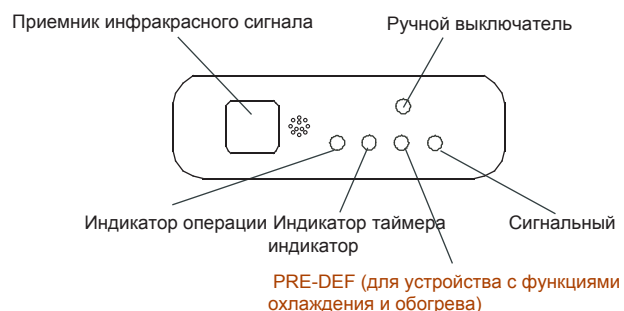 Приемник инфракрасного сигнала
Ручной выключатель
Индикатор операции Индикатор таймера Сигнальный
индикатор
PRE-DEF (для устройства с функциями
охлаждения и обогрева)